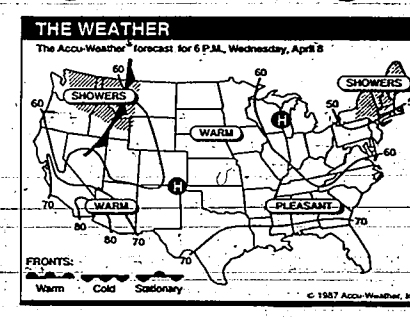 THE WEATHER
The Accu-Weather forecast for 6 P.M., Wednesday, April 8
60
60
SHOWERS
SHOWERS
60
50
WARM
H
60
H
WARM
PLEASANT
70
70
80
80
70
70
FRONTS:
Warm Cold Stationary
© 1987 Accu-Weather,